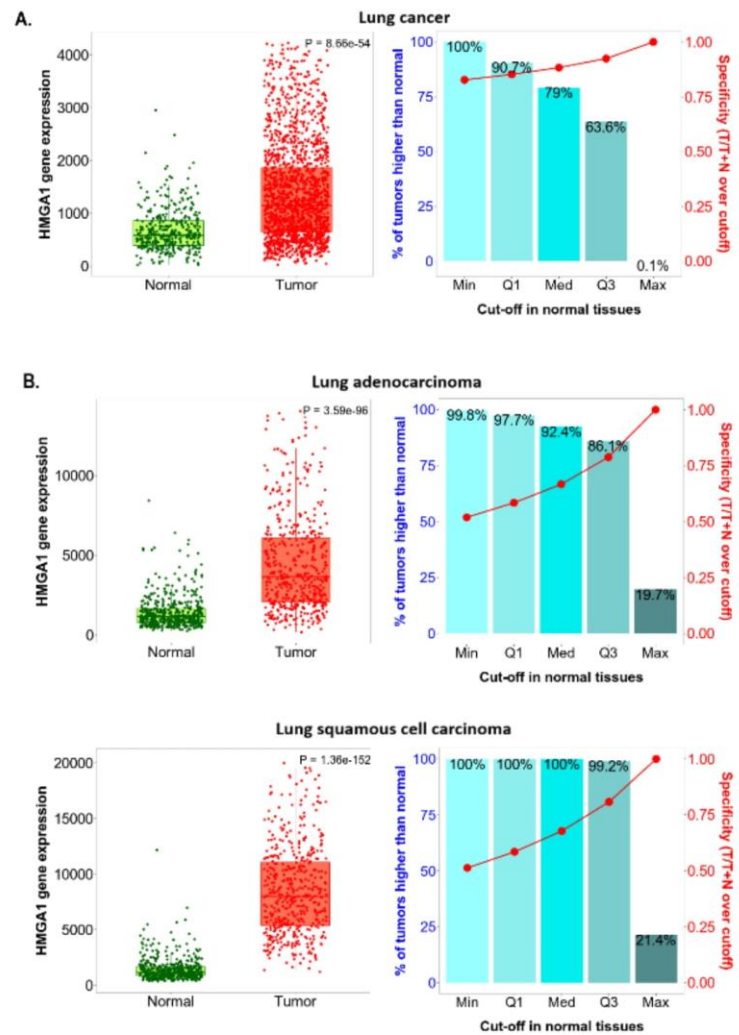 A.
Lung cancer
HMGA1 gene expression
4000
3000
2000
1000
0
P = 8.66e-54
Normal
Tumor
% of tumors higher than normal
100
75
50
25
0
100%
90.7%
79%
63.6%
0.1%
Min
Q1
Med
Q3
Max
Cut-off in normal tissues
1.00
0.75
0.50
0.25
0.00
Specificity (T/T+N over cutoff)
B.
Lung adenocarcinoma
HMGA1 gene expression
10000
5000
0
P = 3.59e-96
Normal
Tumor
% of tumors higher than normal
100
75
50
25
0
99.8%
97.7%
92.4%
86.1%
19.7%
Min
Q1
Med
Q3
Max
Cut-off in normal tissues
1.00
0.75
0.50
0.25
0.00
Specificity (T/T+N over cutoff)
Lung squamous cell carcinoma
HMGA1 gene expression
20000
15000
10000
5000
0
P = 1.36e-152
Normal
Tumor
% of tumors higher than normal
100
75
50
25
0
100%
100%
100%
99.2%
21.4%
Min
Q1
Med
Q3
Max
Cut-off in normal tissues
1.00
0.75
0.50
0.25
0.00
Specificity (T/T+N over cutoff)